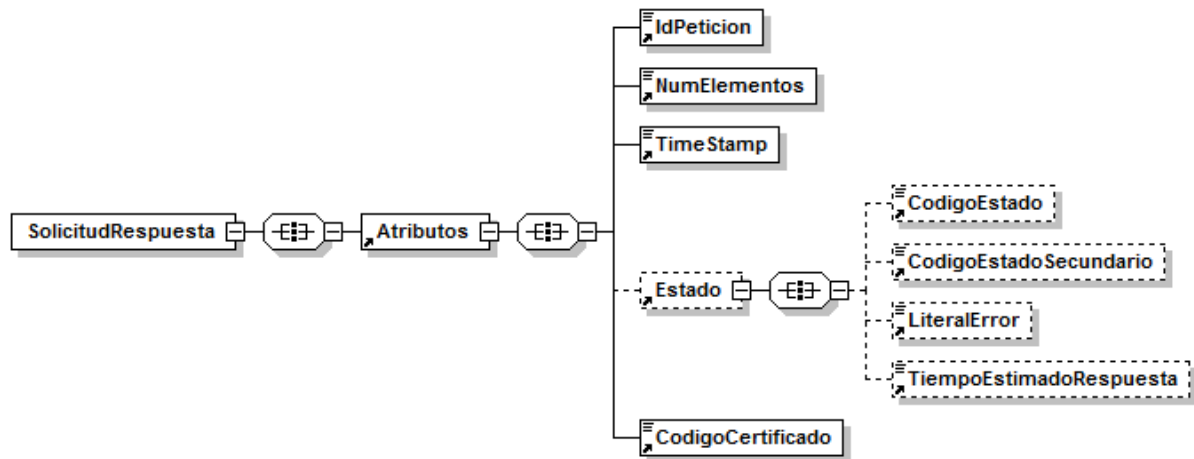 IdPeticion
NumElementos
TimeStamp
SolicitudRespuesta
Atributos
CodigoEstado
CodigoEstadoSecundario
Estado
LiteralError
TiempoEstimadoRespuesta
CodigoCertificado